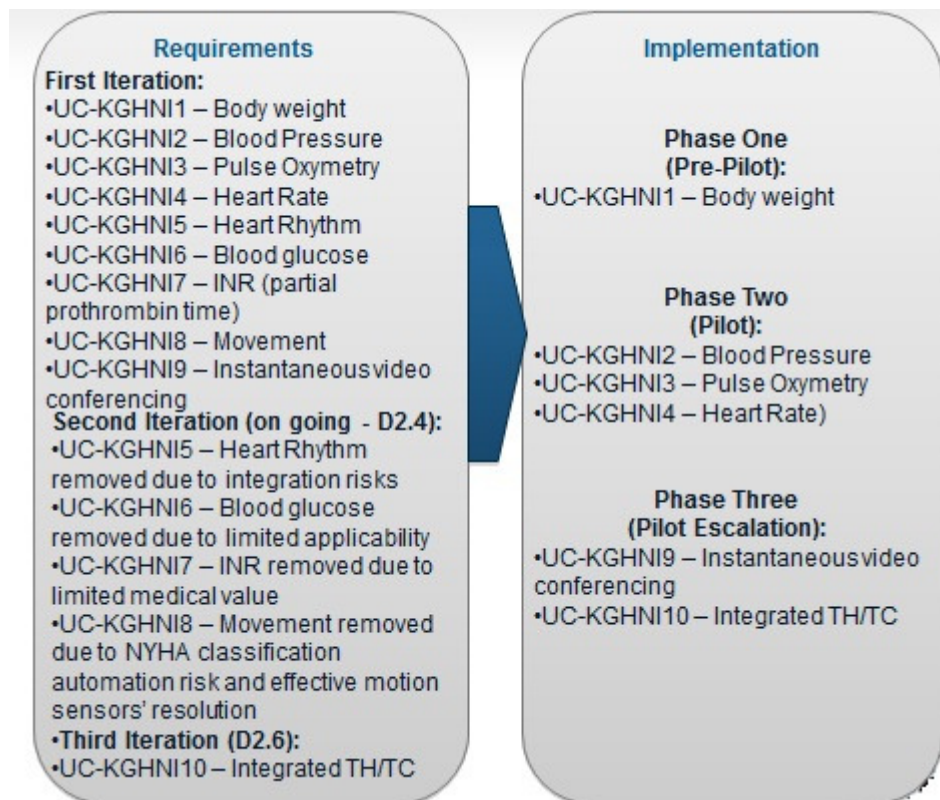 Requirements
First Iteration:
•UC-KGHNI1 – Body weight
•UC-KGHNI2 – Blood Pressure
•UC-KGHNI3 – Pulse Oxymetry
•UC-KGHNI4 – Heart Rate
•UC-KGHNI5 – Heart Rhythm
•UC-KGHNI6 – Blood glucose
•UC-KGHNI7 – INR (partial
prothrombin time)
•UC-KGHNI8 – Movement
•UC-KGHNI9 – Instantaneous video
conferencing
Second Iteration (on going - D2.4):
•UC-KGHNI5 – Heart Rhythm
removed due to integration risks
•UC-KGHNI6 – Blood glucose
removed due to limited applicability
•UC-KGHNI7 – INR removed due to
limited medical value
•UC-KGHNI8 – Movement removed
due to NYHA classification
automation risk and effective motion
sensors' resolution
•Third Iteration (D2.6):
•UC-KGHNI10 – Integrated TH/TC
Implementation
Phase One
(Pre-Pilot):
•UC-KGHNI1 – Body weight
Phase Two
(Pilot):
•UC-KGHNI2 – Blood Pressure
•UC-KGHNI3 – Pulse Oxymetry
•UC-KGHNI4 – Heart Rate)
Phase Three
(Pilot Escalation):
•UC-KGHNI9 – Instantaneous video
conferencing
•UC-KGHNI10 – Integrated TH/TC